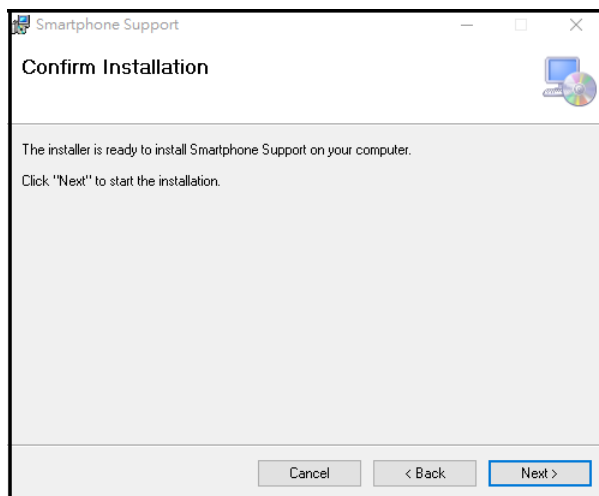 Smartphone Support
Confirm Installation
The installer is ready to install Smartphone Support on your computer.
Click "Next" to start the installation.
Cancel
< Back
Next >